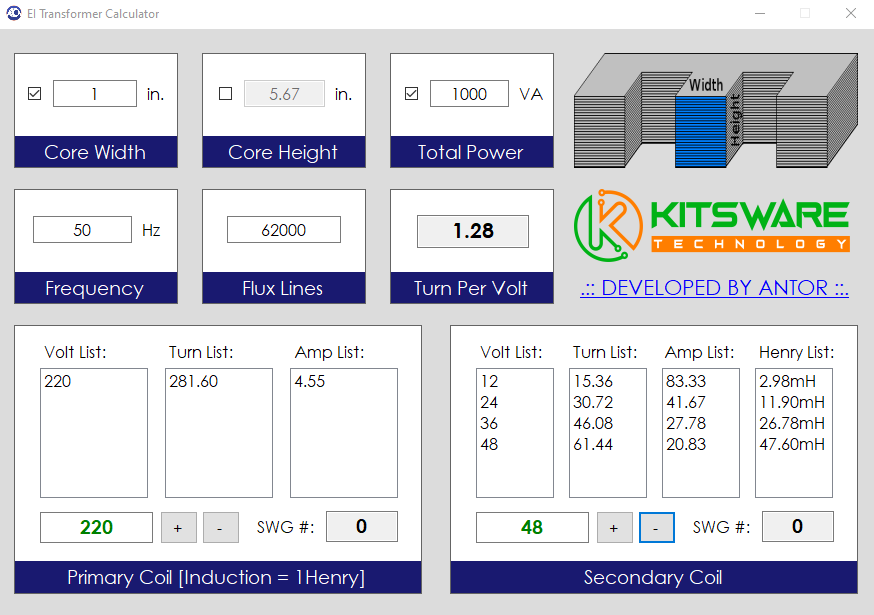 EI Transformer Calculator
1 in.
Core Width
5.67 in.
Core Height
1000 VA
Total Power
Width
Height
50 Hz
Frequency
62000
Flux Lines
1.28
Turn Per Volt
KITSWARE
TECHNOLOGY
.:: DEVELOPED BY ANTOR ::.
Volt List: Turn List: Amp List:
220 281.60 4.55
220 + - SWG #: 0
Primary Coil [Induction = 1Henry]
Volt List: Turn List: Amp List: Henry List:
12 15.36 83.33 2.98mH
24 30.72 41.67 11.90mH
36 46.08 27.78 26.78mH
48 61.44 20.83 47.60mH
48 + - SWG #: 0
Secondary Coil